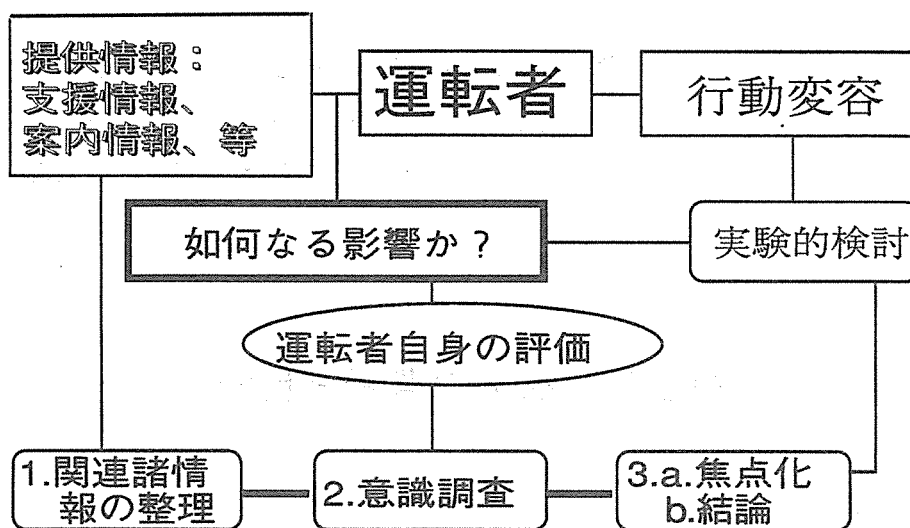 提供情報：
支援情報、
案内情報、等
運転者
行動変容
如何なる影響か？
実験的検討
運転者自身の評価
1.関連諸情
報の整理
2.意識調査
3.a.焦点化
b.結論